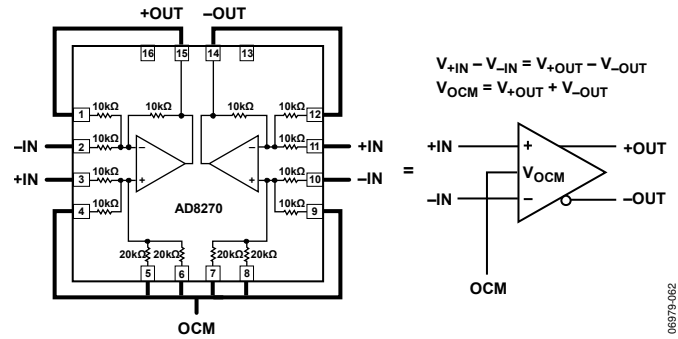 +OUT –OUT
16 15 14 13
10kΩ 10kΩ 10kΩ 10kΩ
1 12
10kΩ 10kΩ
–IN 2 – – 11 +IN
10kΩ 10kΩ
+IN 3 + + 10 –IN
10kΩ 10kΩ
4 AD8270 9
20kΩ 20kΩ 20kΩ 20kΩ
5 6 7 8
OCM
=
V+IN – V–IN = V+OUT – V–OUT
VOCM = V+OUT + V–OUT
+IN + +OUT
VOCM
–IN – –OUT
OCM
06979-062